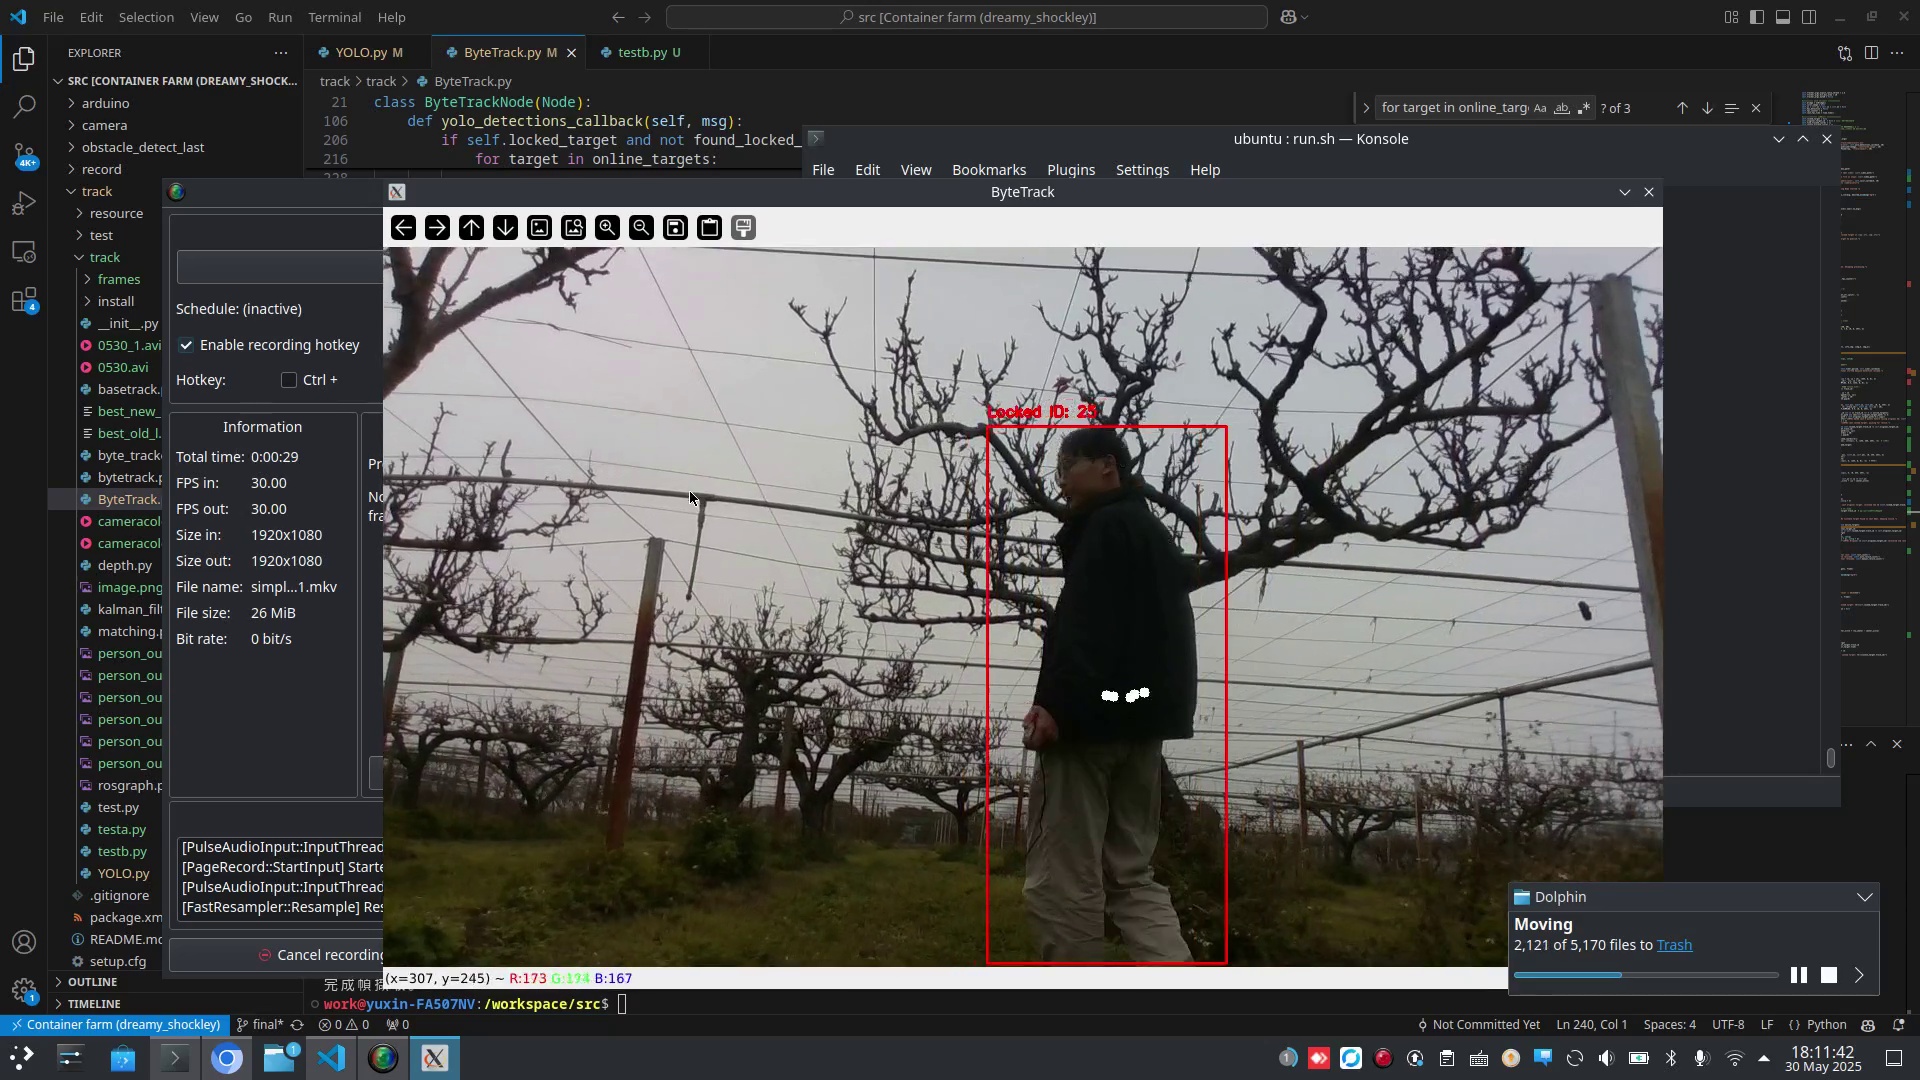 File Edit Selection View Go Run Terminal Help
src [Container farm (dreamy_shockley)]
EXPLORER
YOLO.py M
ByteTrack.py M
testb.py U
SRC [CONTAINER FARM (DREAMY_SHOCK...
track > track > ByteTrack.py
arduino
camera
obstacle_detect_last
record
track
resource
test
track
frames
install
__init__.py
0530_1.avi
0530.avi
basetrack.
best_new_
best_old_l.
byte_track
bytetrack.p
ByteTrack.
cameracol
cameracol
depth.py
image.png
kalman_filt
matching.p
person_ou
person_ou
person_ou
person_ou
person_ou
person_ou
rosgraph.p
test.py
testa.py
testb.py
YOLO.py
.gitignore
package.xm
README.md
setup.cfg
OUTLINE
TIMELINE
21 class ByteTrackNode(Node):
106 def yolo_detections_callback(self, msg):
206 if self.locked_target and not found_locked_
216 for target in online_targets:
228
for target in online_targ
Aa ab
? of 3
ubuntu : run.sh — Konsole
File Edit View Bookmarks Plugins Settings Help
ByteTrack
Schedule: (inactive)
Enable recording hotkey
Hotkey: Ctrl +
Information
Total time: 0:00:29
FPS in: 30.00
FPS out: 30.00
Size in: 1920x1080
Size out: 1920x1080
File name: simpl...1.mkv
File size: 26 MiB
Bit rate: 0 bit/s
Pr
No
fra
[PulseAudioInput::InputThread
[PageRecord::StartInput] Starte
[PulseAudioInput::InputThread
[FastResampler::Resample] Res
Cancel recording
Locked ID: 25
(x=307, y=245) ~ R:173 G:174 B:167
work@yuxin-FA507NV:/workspace/src$
Dolphin
Moving
2,121 of 5,170 files to Trash
Container farm (dreamy_shockley)
final*
0 0
0
Not Committed Yet
Ln 240, Col 1
Spaces: 4
UTF-8
LF
Python
4K+
4
1
1
1
18:11:42
30 May 2025